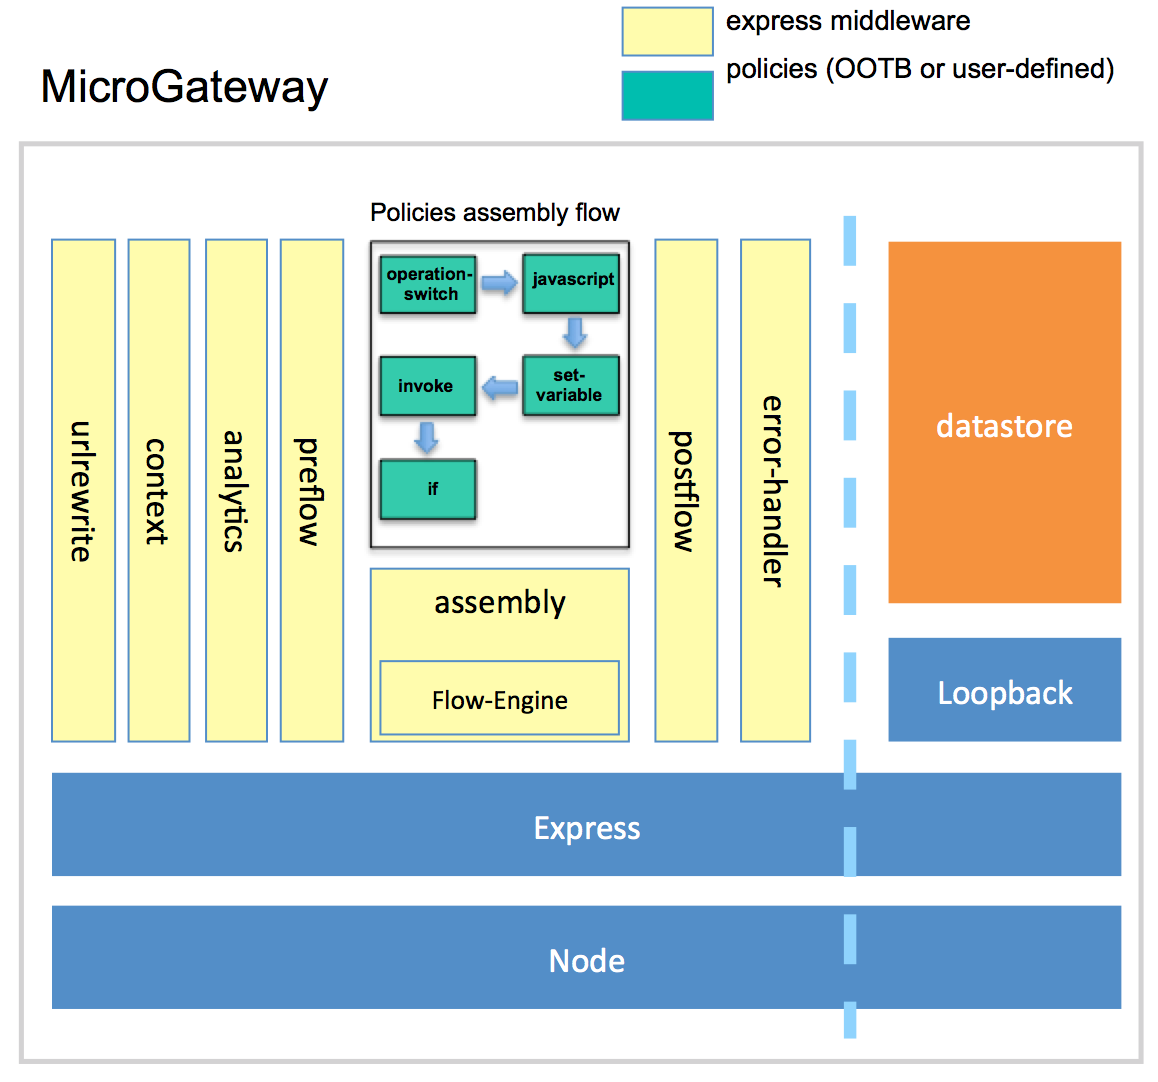 express middleware
policies (OOTB or user-defined)
MicroGateway
Policies assembly flow
urlrewrite
context
analytics
preflow
operation-
switch
javascript
set-
variable
invoke
if
assembly
Flow-Engine
postflow
error-handler
datastore
Loopback
Express
Node